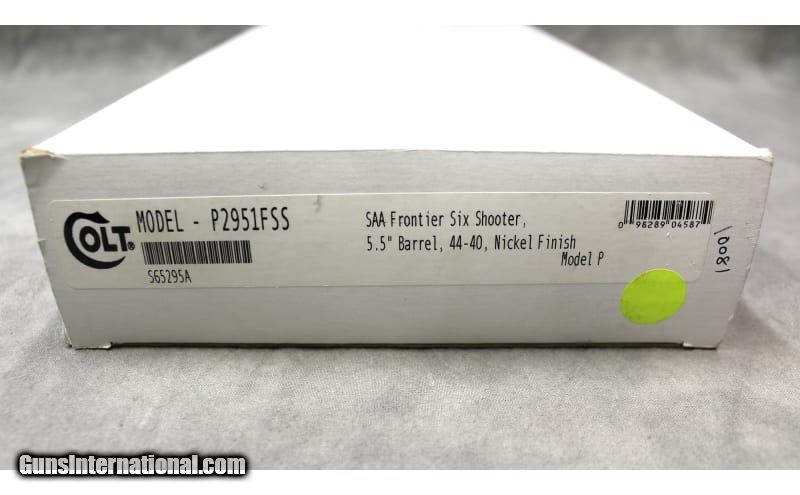 COLT®
MODEL - P2951FSS
S65295A
SAA Frontier Six Shooter,
5.5" Barrel, 44-40, Nickel Finish
Model P
0 98289 04587
10081
GunsInternational.com